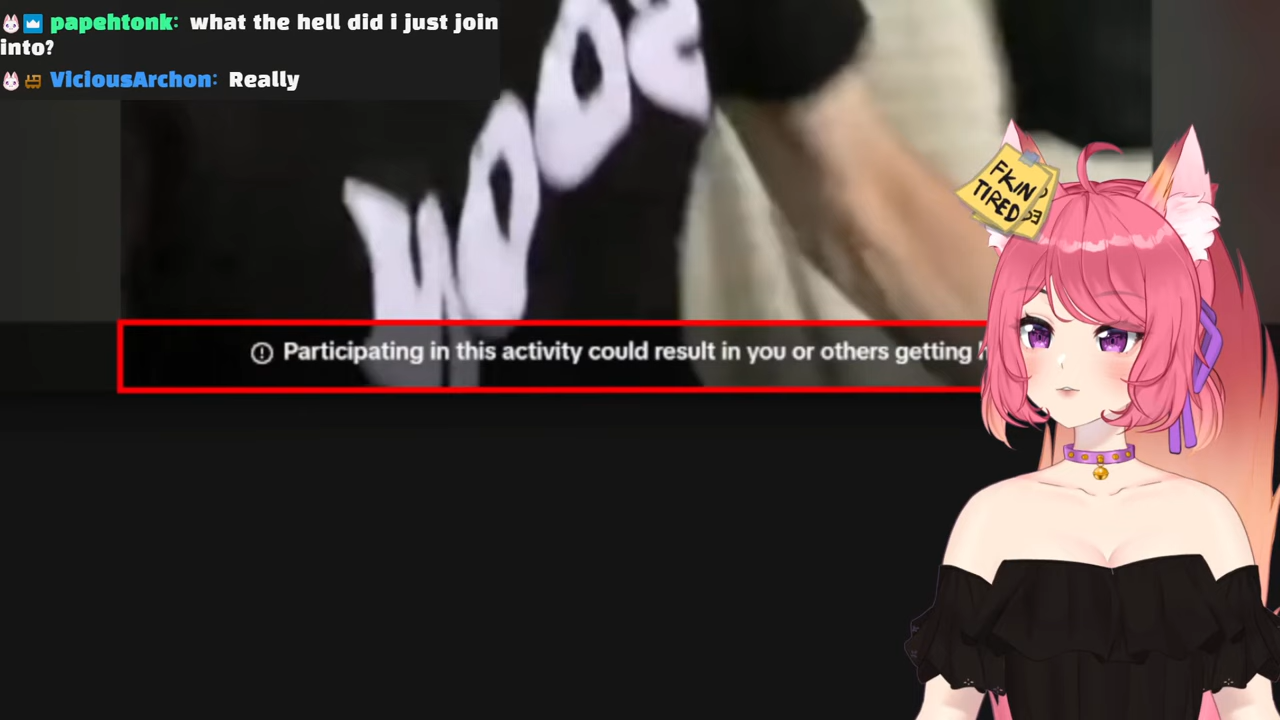 papehtonk: what the hell did i just join
into?
ViciousArchon: Really
FKIN
TIRED
Participating in this activity could result in you or others getting